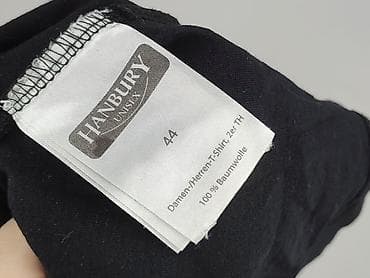 HANBURY
UNISEX
44
Damen-/Herren-T-Shirt, 2er TH
100 % Baumwolle